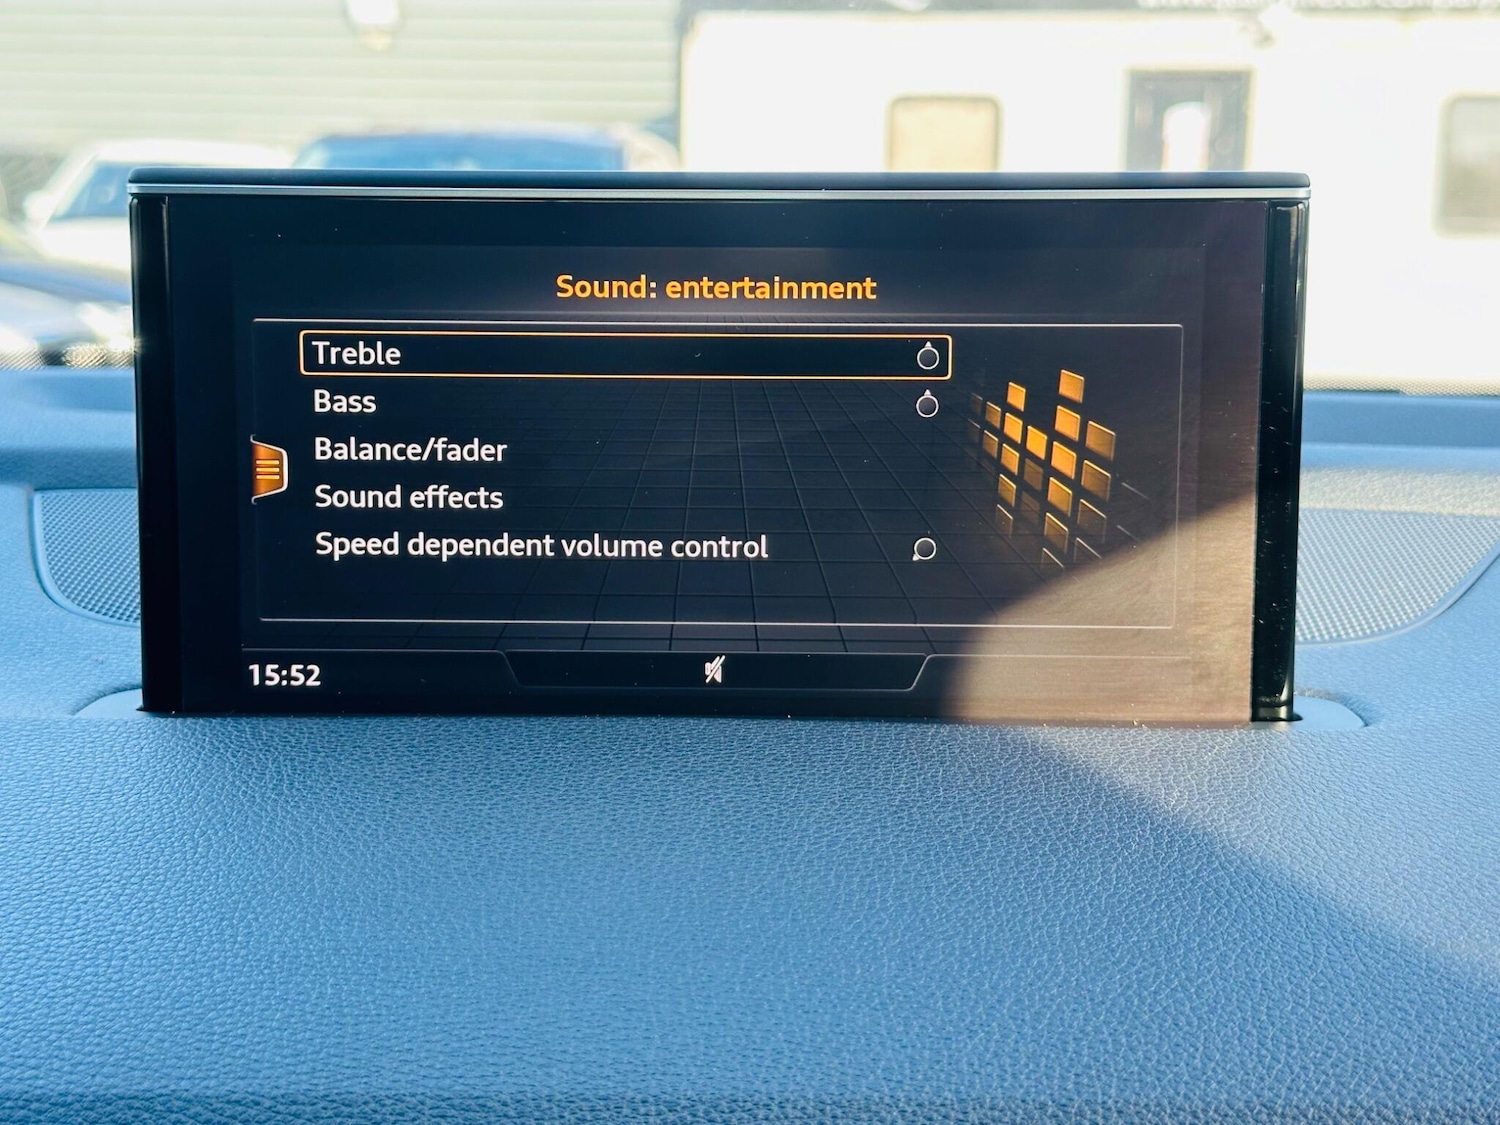 Sound: entertainment
Treble
Bass
Balance/fader
Sound effects
Speed dependent volume control
15:52